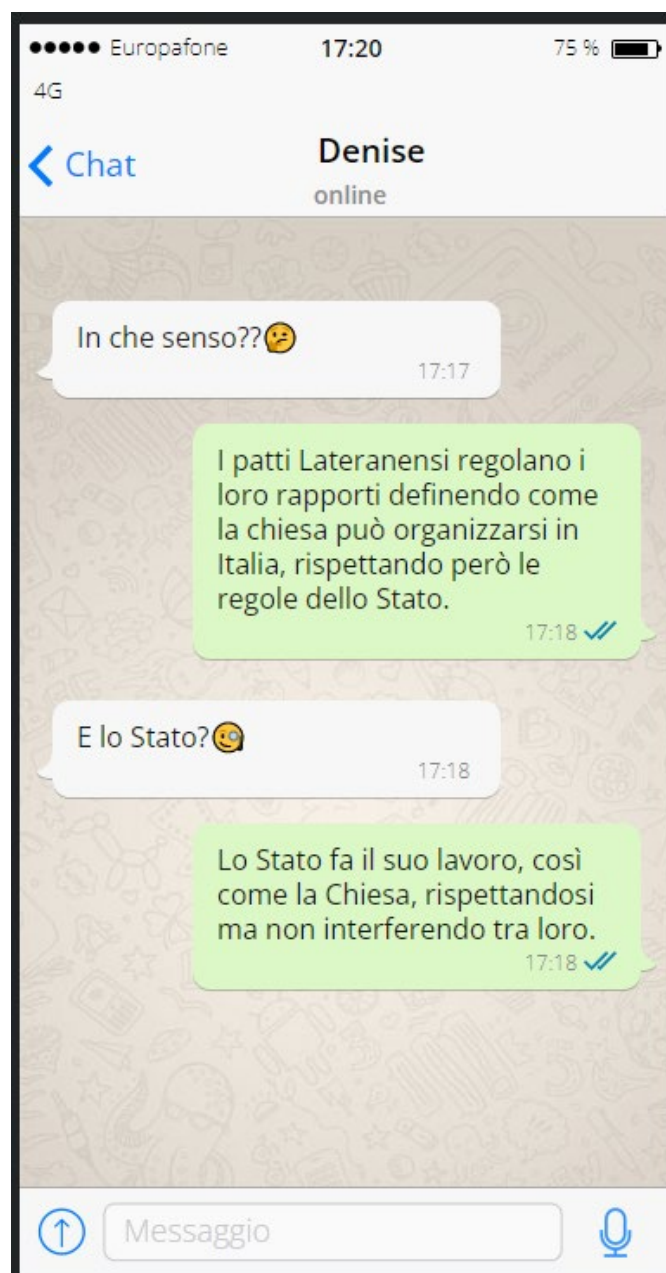 ●●●●● Europafone 17:20 75 %
4G
Chat Denise
online
In che senso??🤔
17:17
I patti Lateranensi regolano i
loro rapporti definendo come
la chiesa può organizzarsi in
Italia, rispettando però le
regole dello Stato.
17:18
E lo Stato?🧐
17:18
Lo Stato fa il suo lavoro, così
come la Chiesa, rispettandosi
ma non interferendo tra loro.
17:18
Messaggio